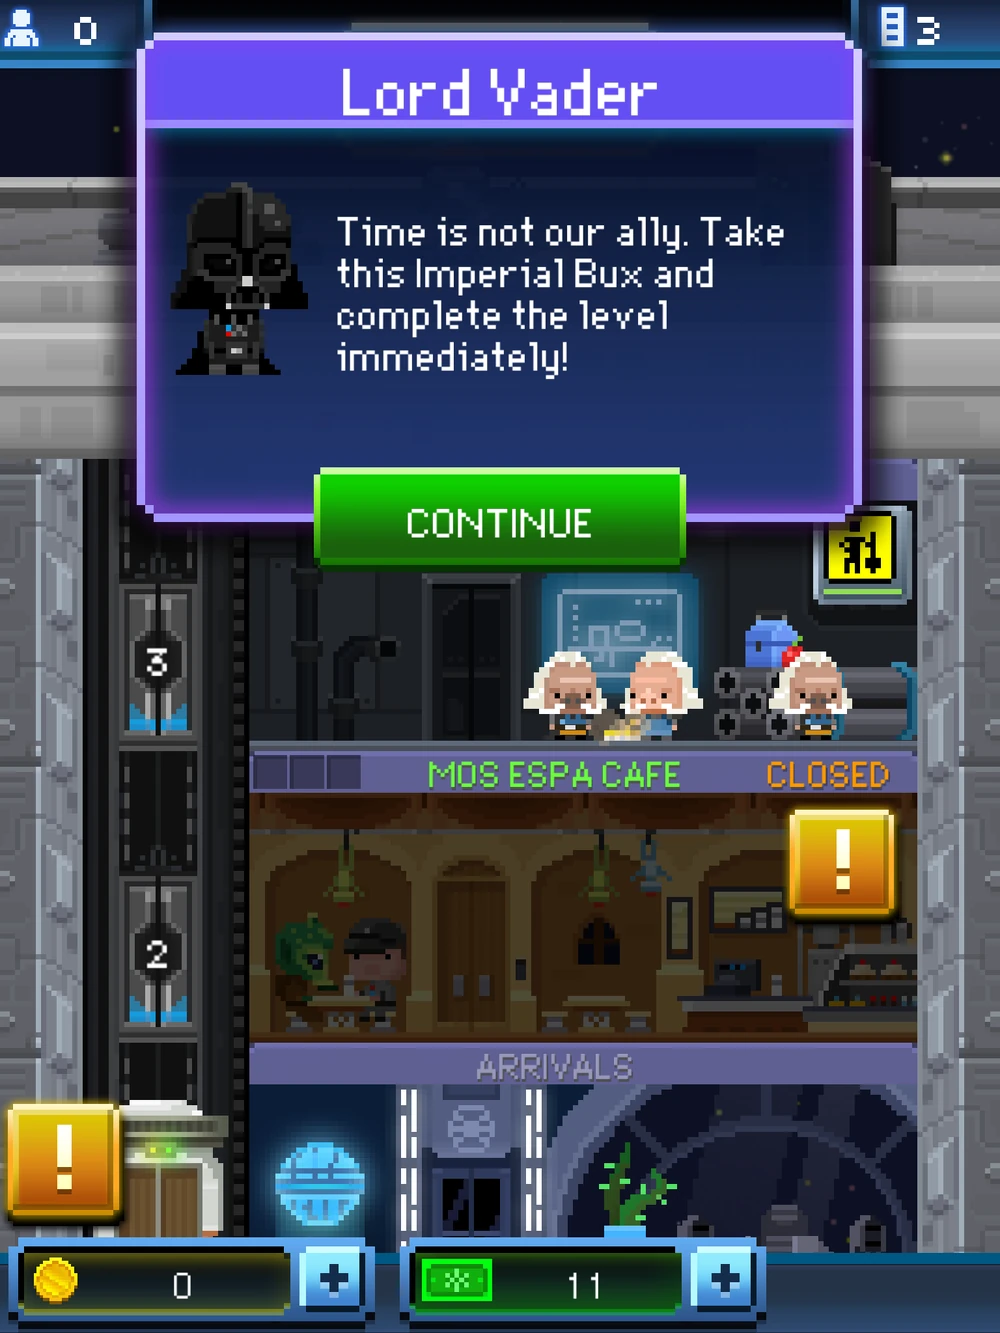 0
3
Lord Vader
Time is not our ally. Take
this Imperial Bux and
complete the level
immediately!
CONTINUE
3
MOS ESPA CAFE
CLOSED
!
2
ARRIVALS
!
0
+
11
+